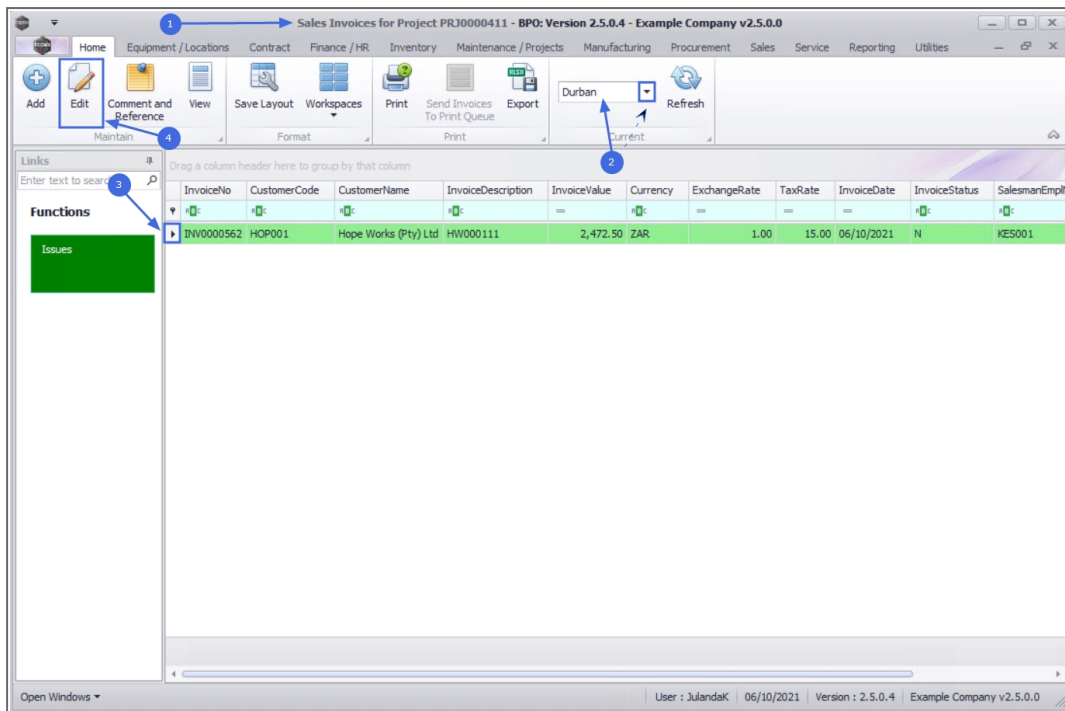 1
Sales Invoices for Project PRJ0000411 - BPO: Version 2.5.0.4 - Example Company v2.5.0.0
Home Equipment / Locations Contract Finance / HR Inventory Maintenance / Projects Manufacturing Procurement Sales Service Reporting Utilities
Add Edit Comment and Reference View Save Layout Workspaces Print Send Invoices To Print Queue Export Durban Refresh
Maintain 4 Format Print Current
2
Links
Drag a column header here to group by that column
Enter text to searc 3
InvoiceNo CustomerCode CustomerName InvoiceDescription InvoiceValue Currency ExchangeRate TaxRate InvoiceDate InvoiceStatus SalesmanEmpl
Functions
INV0000562 HOP001 Hope Works (Pty) Ltd HW000111 2,472.50 ZAR 1.00 15.00 06/10/2021 N KES001
Issues
Open Windows User : JulandaK 06/10/2021 Version : 2.5.0.4 Example Company v2.5.0.0